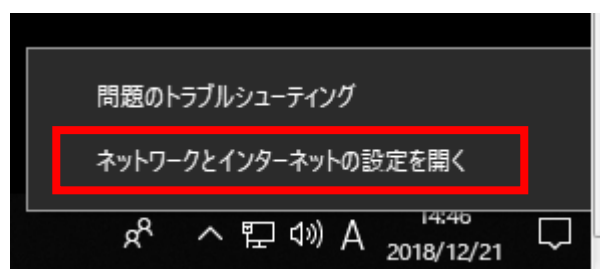 問題のトラブルシューティング
ネットワークとインターネットの設定を開く
A
14:46
2018/12/21